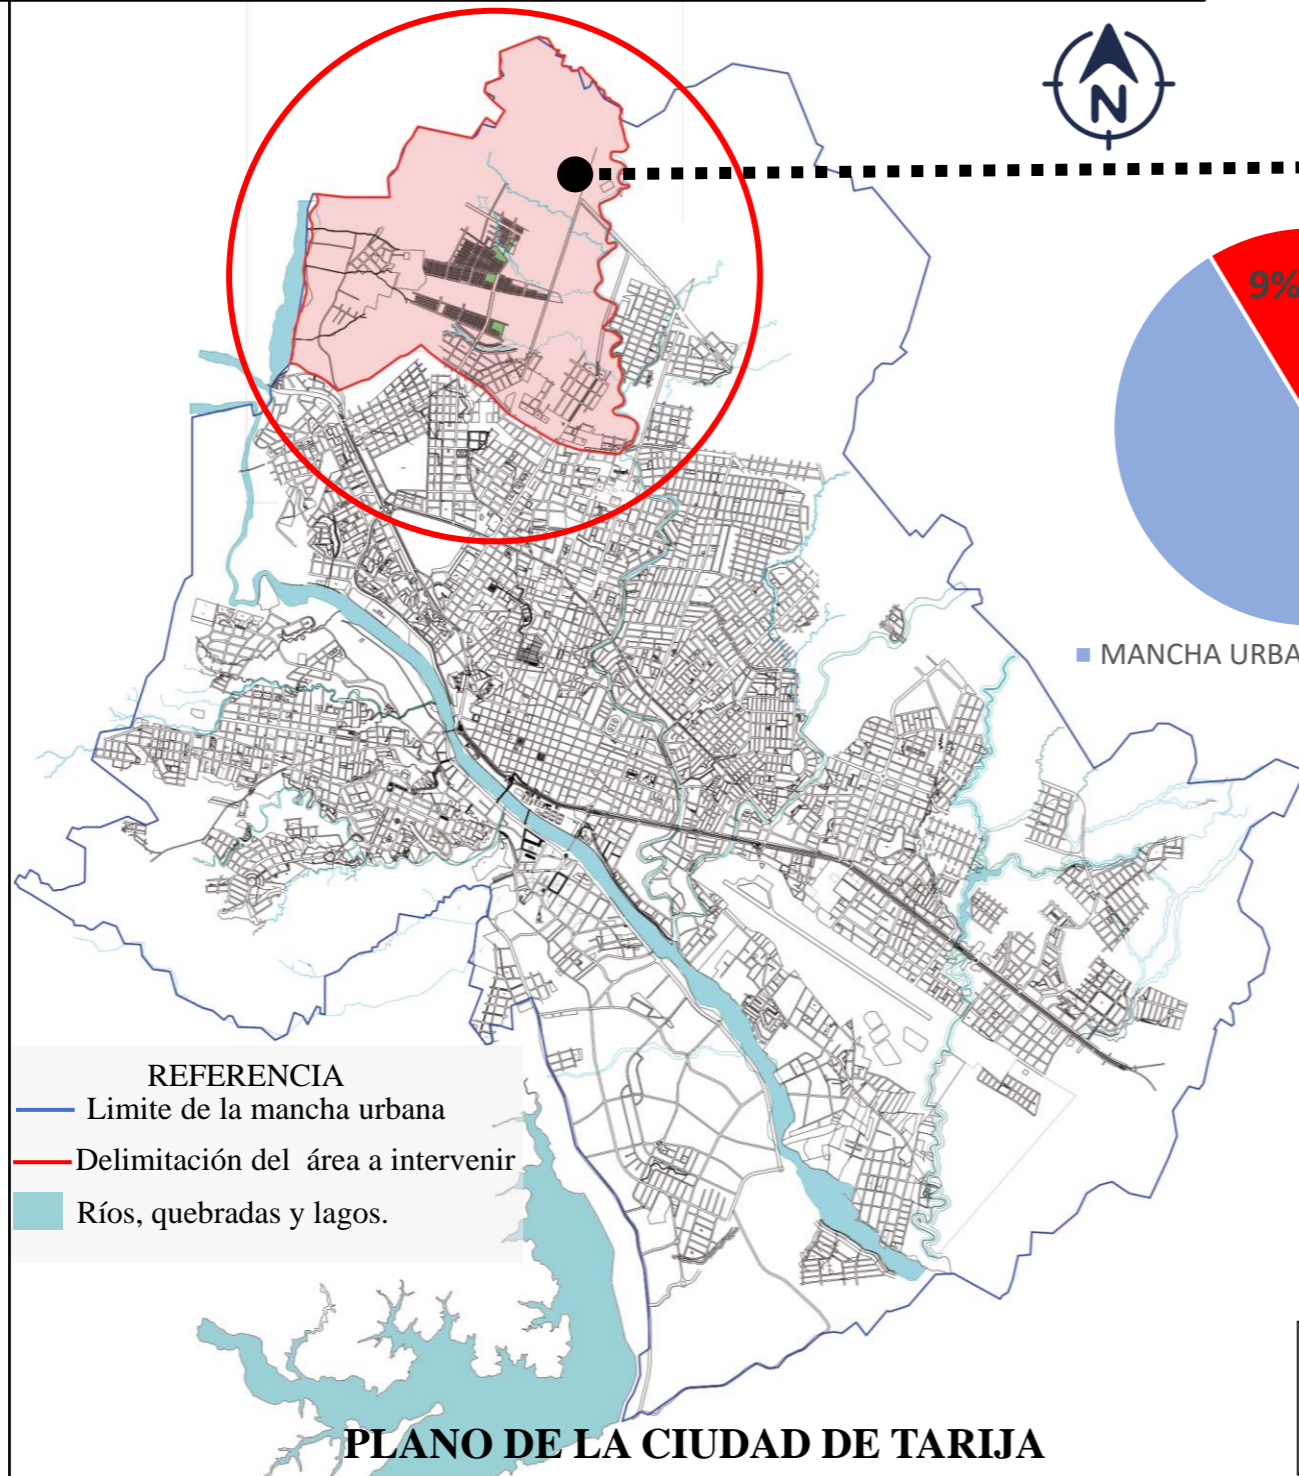 N
9%
MANCHA URBA
REFERENCIA
Limite de la mancha urbana
Delimitación del área a intervenir
Ríos, quebradas y lagos.
PLANO DE LA CIUDAD DE TARIJA